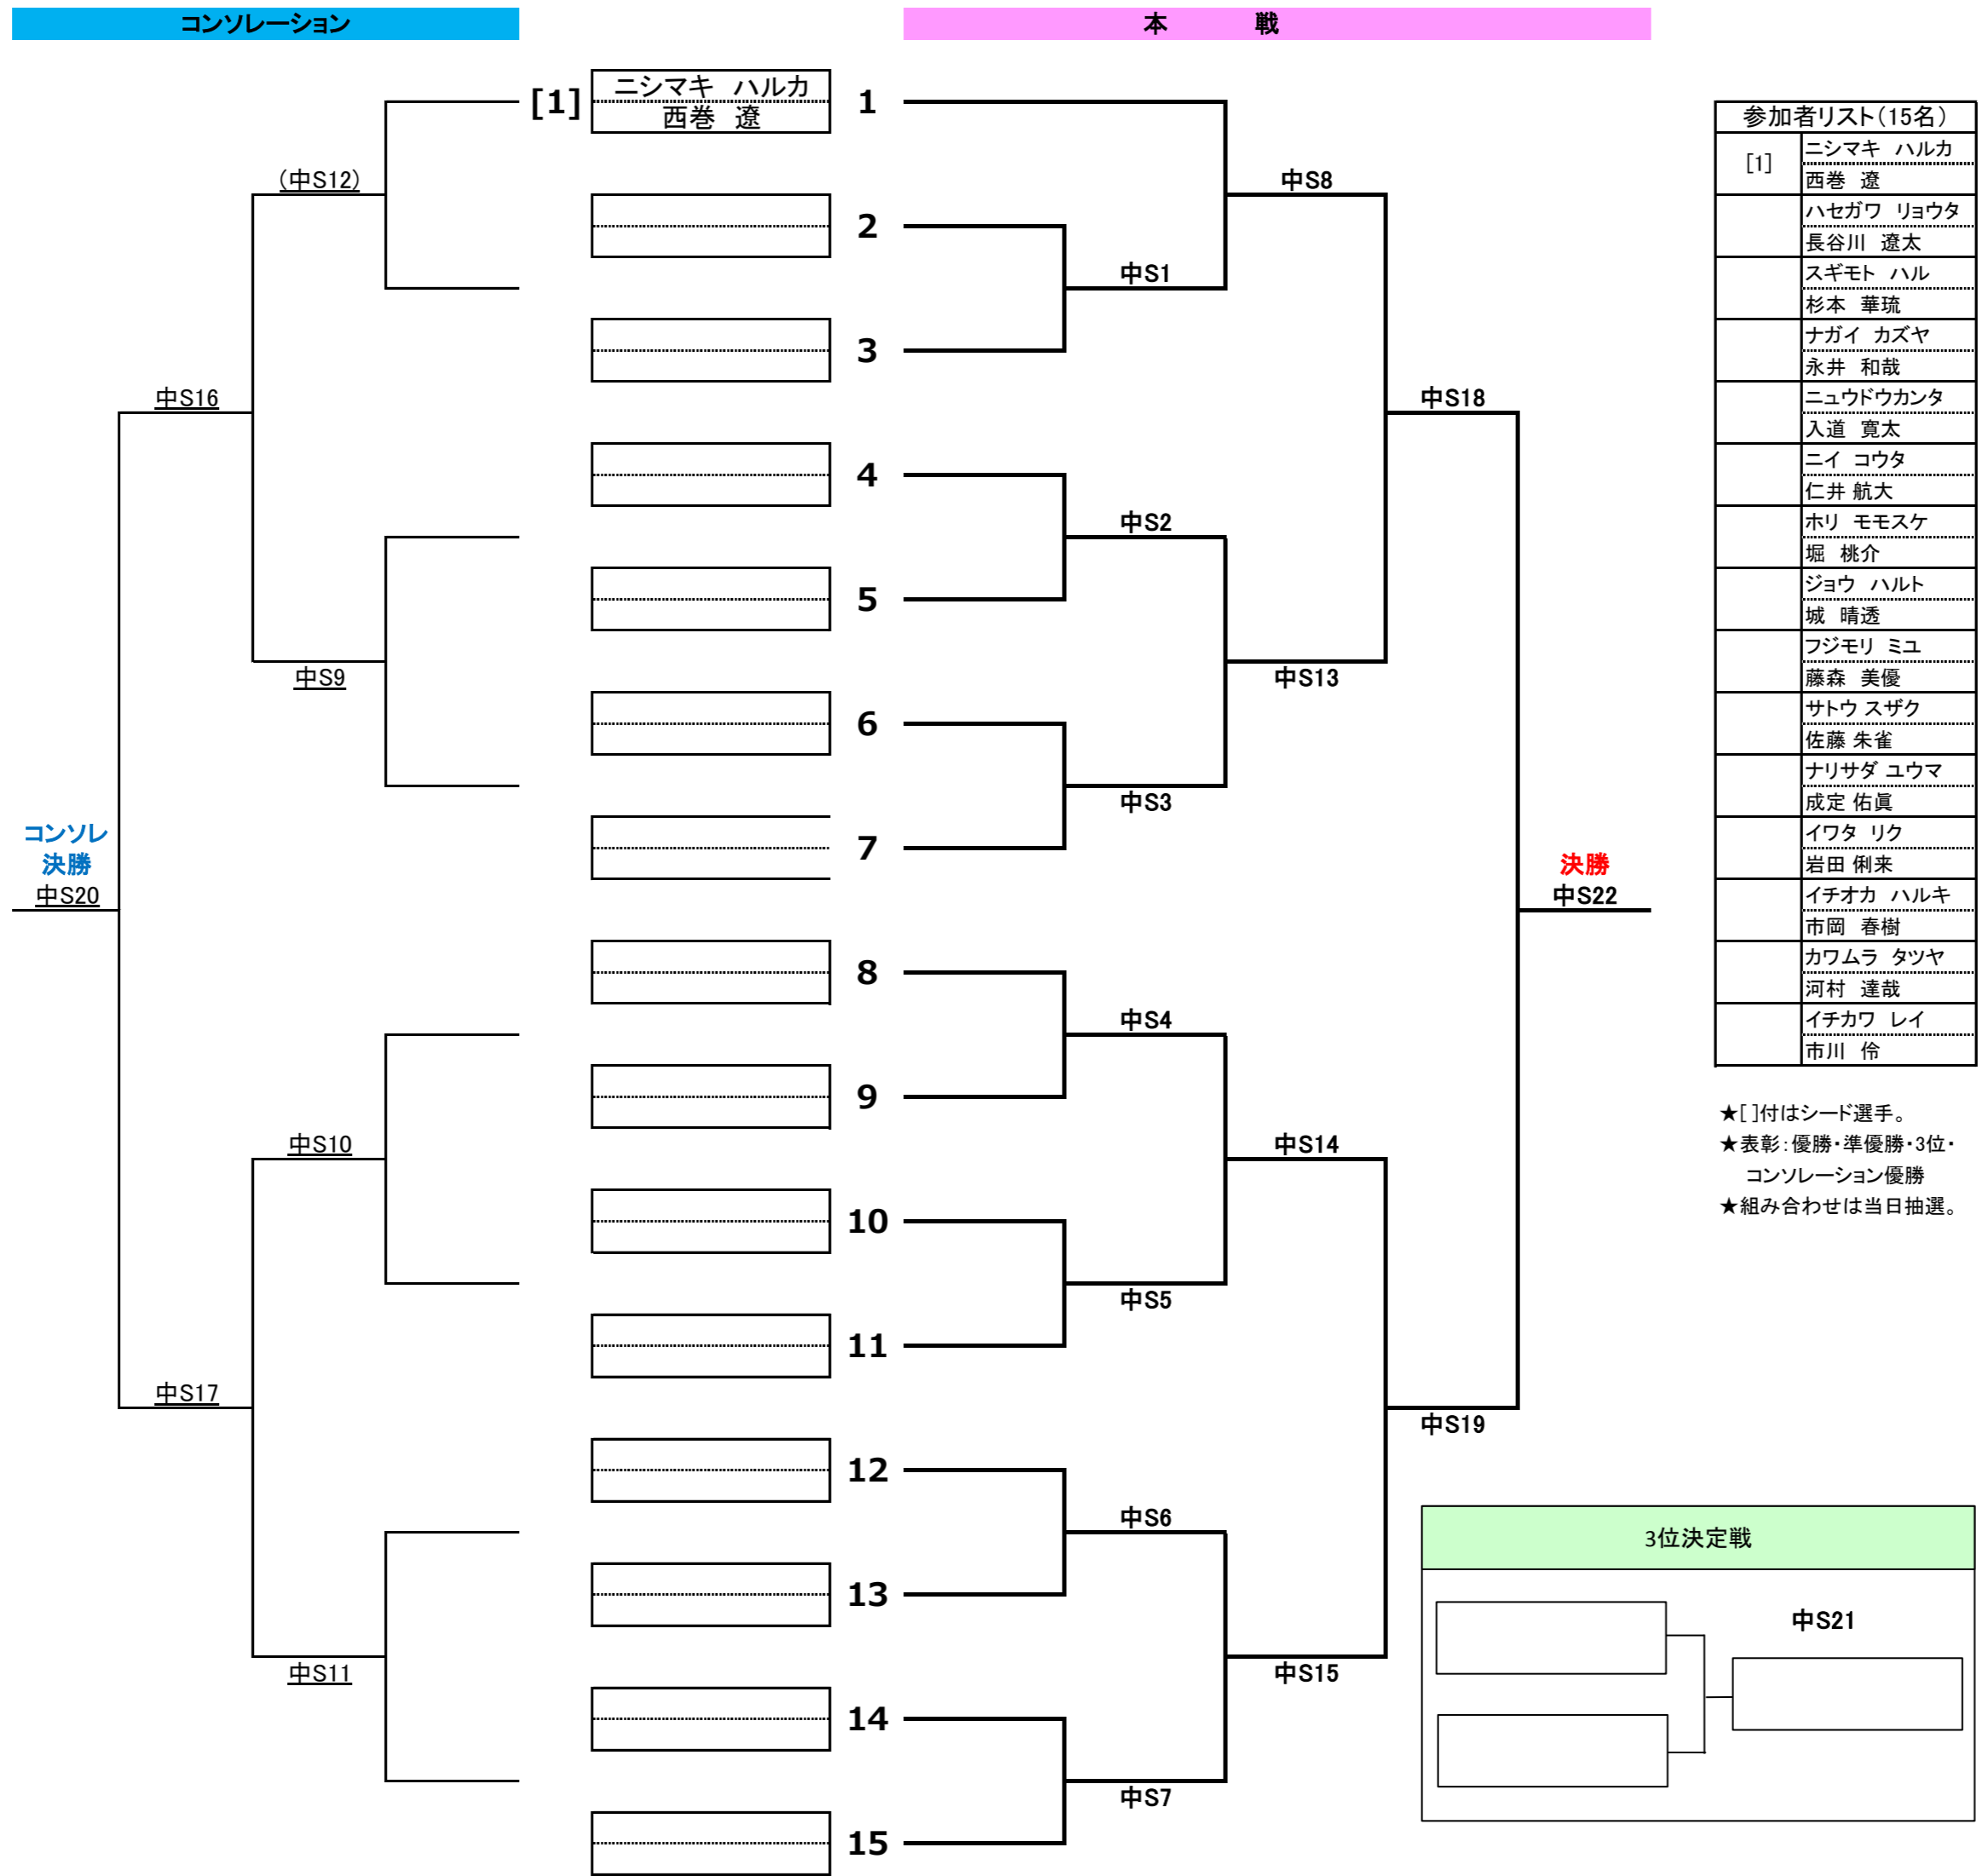 コンソレーション
本　戦
[1]
ニシマキ　ハルカ
西巻　遼
1
2
3
4
5
6
7
8
9
10
11
12
13
14
15
(中S12)
中S16
中S9
コンソレ
決勝
中S20
中S10
中S17
中S11
中S8
中S1
中S18
中S2
中S13
中S3
決勝
中S22
中S4
中S14
中S5
中S19
中S6
中S15
中S7
参加者リスト(15名)
[1]
ニシマキ　ハルカ
西巻 遼
ハセガワ　リョウタ
長谷川 遼太
スギモト　ハル
杉本　華琉
ナガイ　カズヤ
永井　和哉
ニュウドウカンタ
入道 寛太
ニイ コウタ
仁井 航大
ホリ モモスケ
堀　桃介
ジョウ　ハルト
城　晴透
フジモリ ミユ
藤森　美優
サトウ スザク
佐藤 朱雀
ナリサダ ユウマ
成定 佑眞
イワタ リク
岩田 俐来
イチオカ　ハルキ
市岡　春樹
カワムラ　タツヤ
河村　達哉
イチカワ　レイ
市川　伶
★[ ]付はシード選手。
★表彰：優勝・準優勝・3位・
コンソレーション優勝
★組み合わせは当日抽選。
3位決定戦
中S21